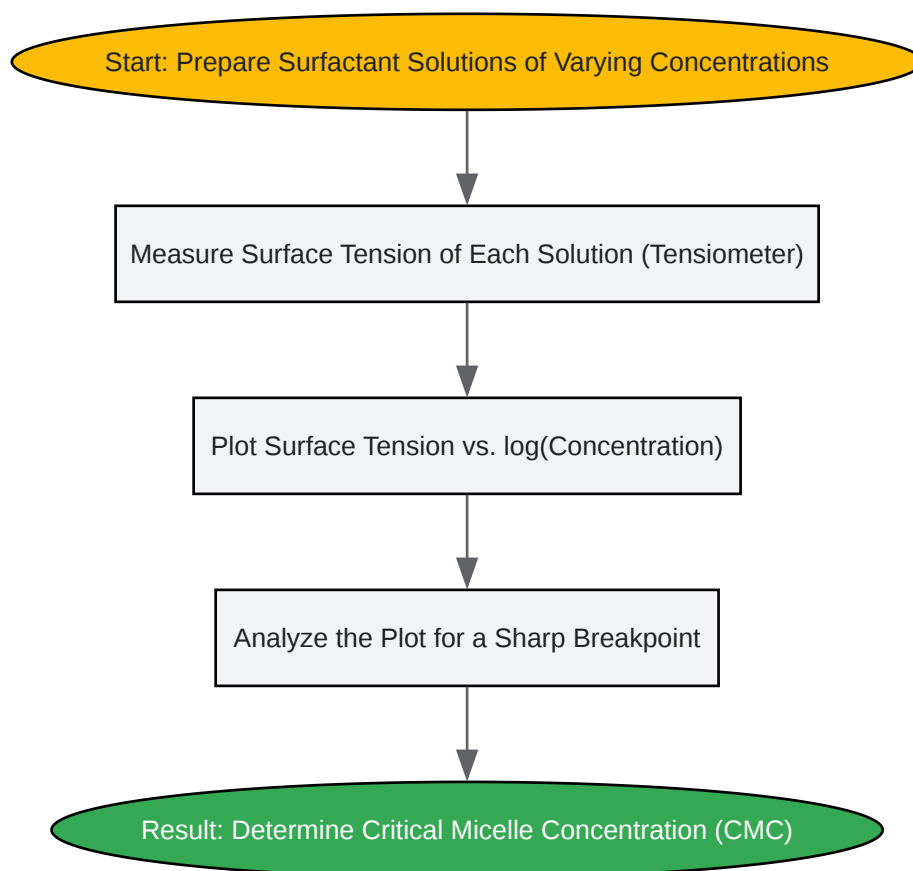 Start: Prepare Surfactant Solutions of Varying Concentrations
Measure Surface Tension of Each Solution (Tensiometer)
Plot Surface Tension vs. log(Concentration)
Analyze the Plot for a Sharp Breakpoint
Result: Determine Critical Micelle Concentration (CMC)